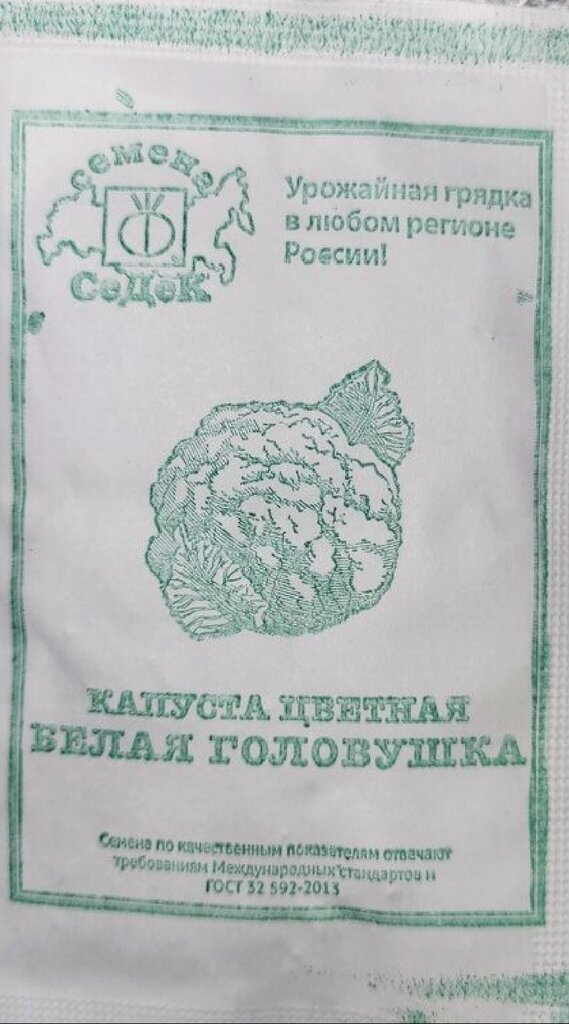 семена
СеДеК
®
Урожайная грядка
в любом регионе
России!
КАПУСТА ЦВЕТНАЯ
БЕЛАЯ ГОЛОВУШКА
Семена по качественным показателям отвечают
требованиям Международных стандартов и
ГОСТ 32 592-2013